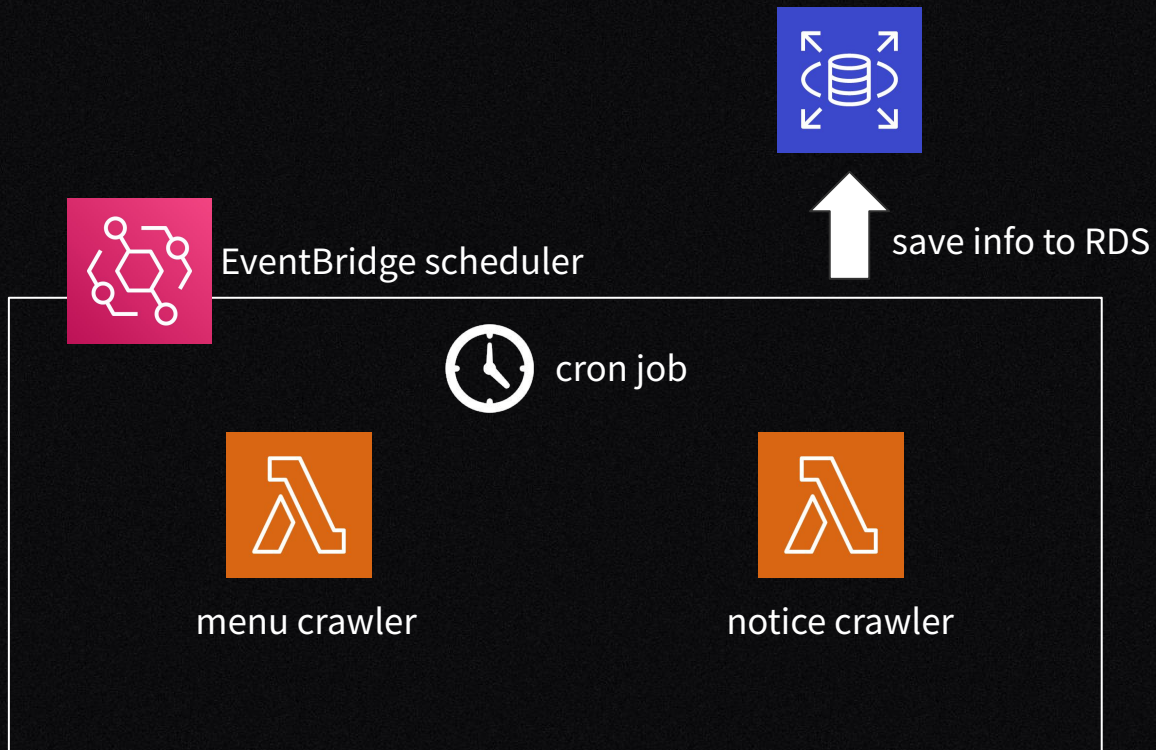 save info to RDS
EventBridge scheduler
cron job
menu crawler
notice crawler